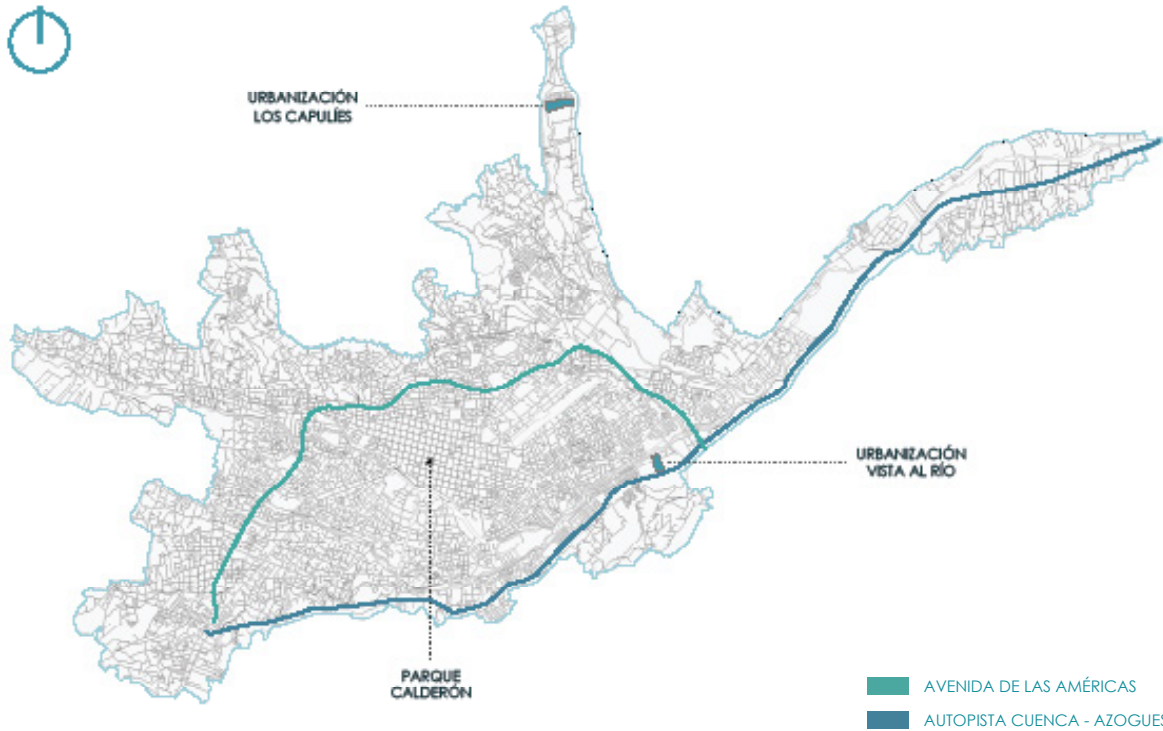 URBANIZACIÓN
LOS CAPULÍES
URBANIZACIÓN
VISTA AL RÍO
PARQUE
CALDERÓN
AVENIDA DE LAS AMÉRICAS
AUTOPISTA CUENCA - AZOGUES